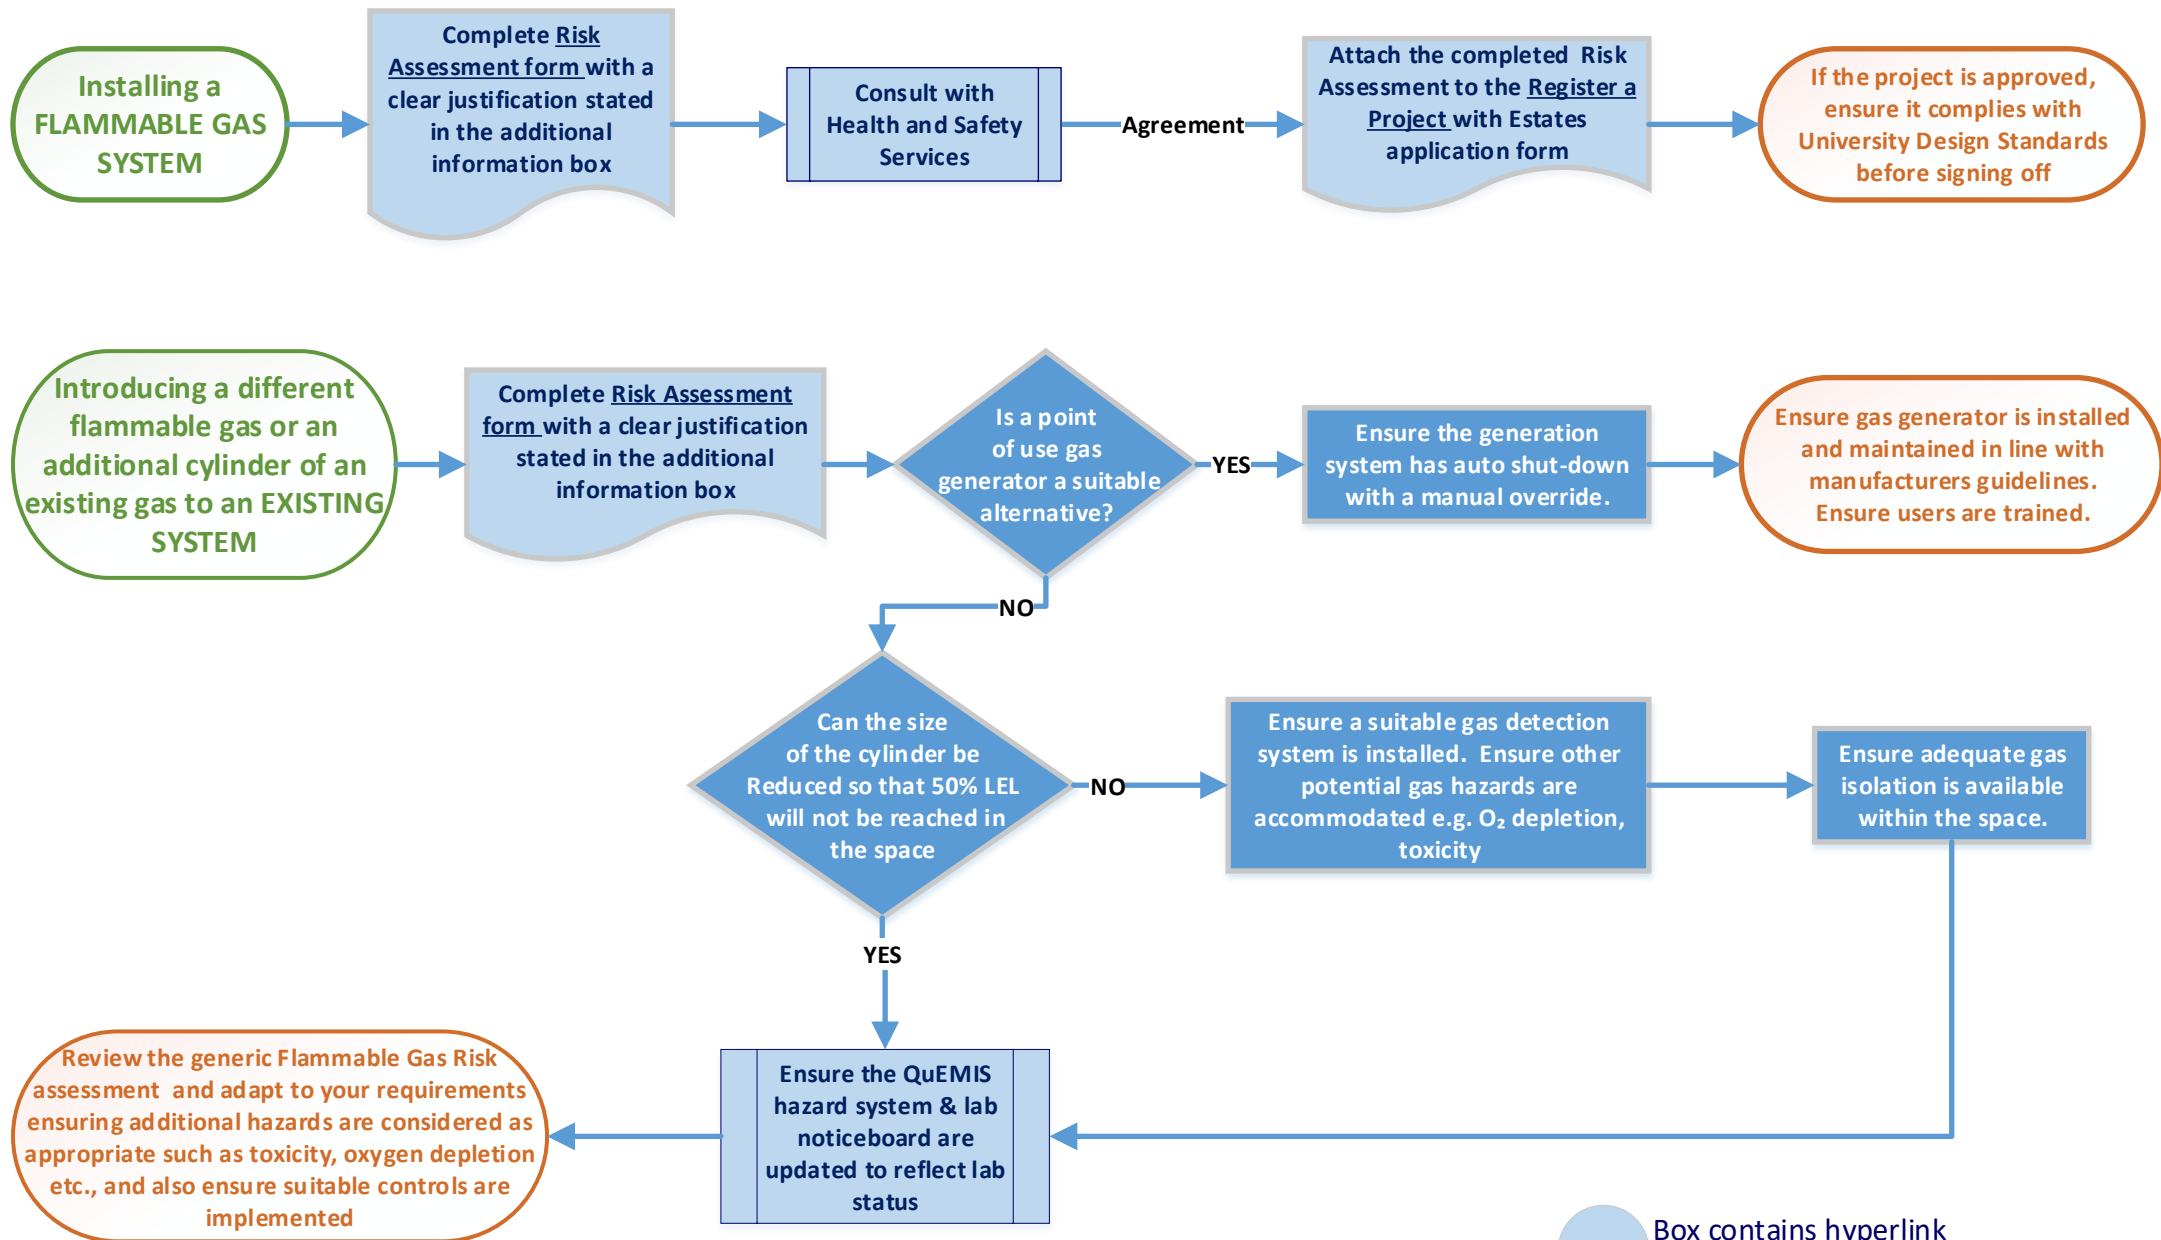 Installing a
FLAMMABLE GAS
SYSTEM
Complete Risk
Assessment form with a
clear justification stated
in the additional
information box
Consult with
Health and Safety
Services
Agreement
Attach the completed Risk
Assessment to the Register a
Project with Estates
application form
If the project is approved,
ensure it complies with
University Design Standards
before signing off
Introducing a different
flammable gas or an
additional cylinder of an
existing gas to an EXISTING
SYSTEM
Complete Risk Assessment
form with a clear justification
stated in the additional
information box
Is a point
of use gas
generator a suitable
alternative?
YES
Ensure the generation
system has auto shut-down
with a manual override.
Ensure gas generator is installed
and maintained in line with
manufacturers guidelines.
Ensure users are trained.
NO
Can the size
of the cylinder be
Reduced so that 50% LEL
will not be reached in
the space
NO
Ensure a suitable gas detection
system is installed. Ensure other
potential gas hazards are
accommodated e.g. O₂ depletion,
toxicity
Ensure adequate gas
isolation is available
within the space.
YES
Ensure the QuEMIS
hazard system & lab
noticeboard are
updated to reflect lab
status
Review the generic Flammable Gas Risk
assessment and adapt to your requirements
ensuring additional hazards are considered as
appropriate such as toxicity, oxygen depletion
etc., and also ensure suitable controls are
implemented
Box contains hyperlink